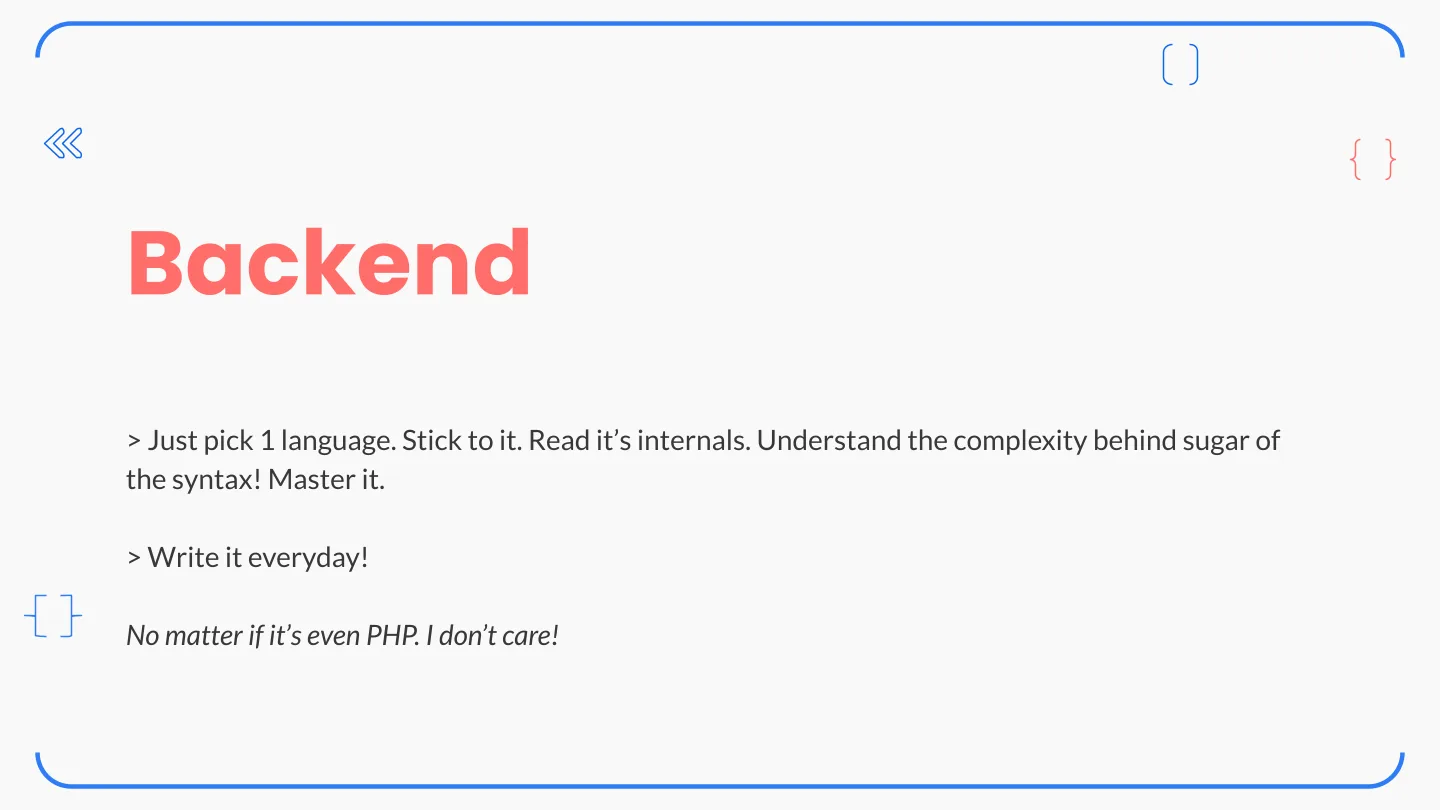 Backend
> Just pick 1 language. Stick to it. Read it’s internals. Understand the complexity behind sugar of
the syntax! Master it.
> Write it everyday!
No matter if it’s even PHP. I don’t care!